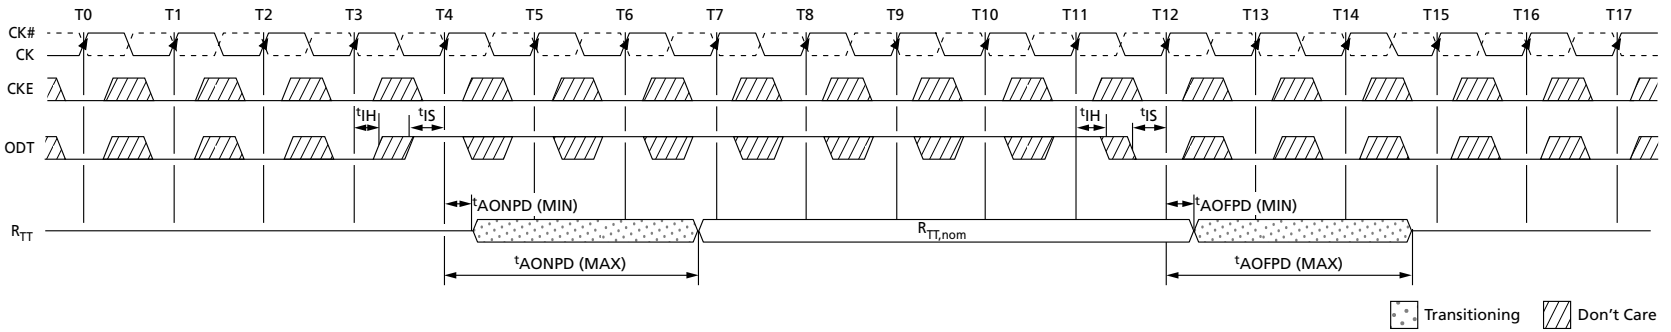 T0 T1 T2 T3 T4 T5 T6 T7 T8 T9 T10 T11 T12 T13 T14 T15 T16 T17
CK#
CK
CKE
tIH tIS tIH tIS
ODT
tAONPD (MIN) tAOFPD (MIN)
RTT RTT,nom
tAONPD (MAX) tAOFPD (MAX)
Transitioning Don't Care